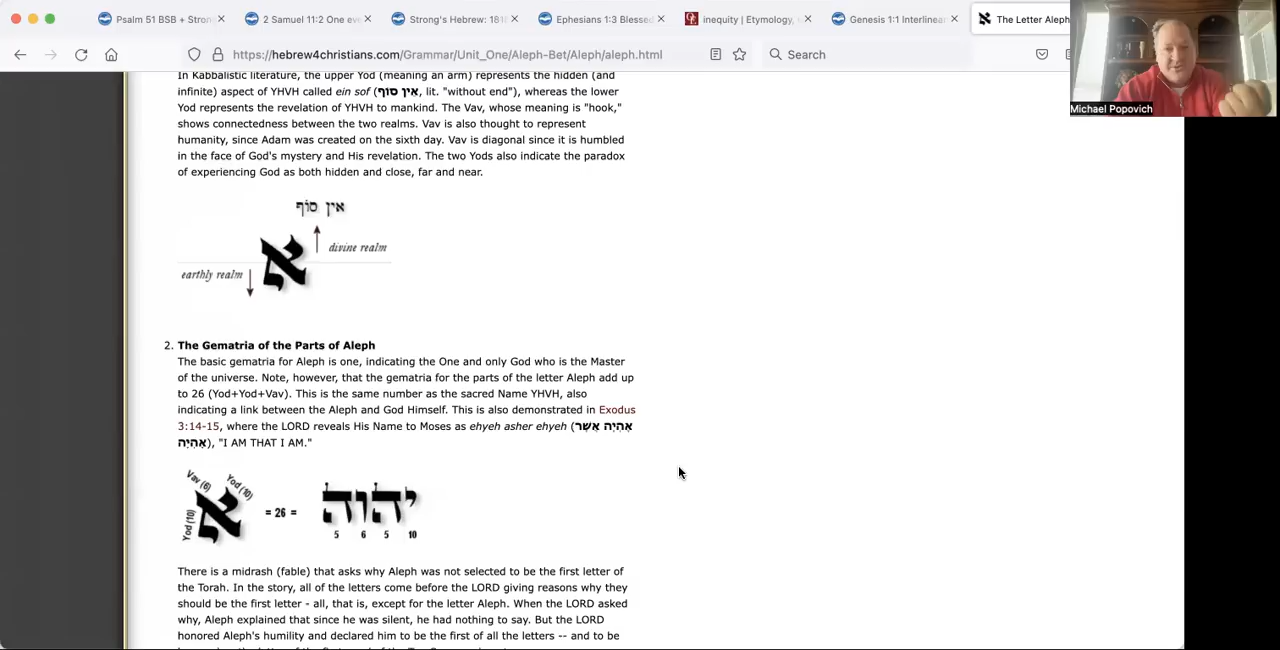 Psalm 51 BSB + Stron
2 Samuel 11:2 One eve
Strong's Hebrew: 181
Ephesians 1:3 Blessed
inequity | Etymology,
Genesis 1:1 Interlinea
The Letter Aleph
https://hebrew4christians.com/Grammar/Unit_One/Aleph-Bet/Aleph/aleph.html
Search
Michael Popovich
In Kabbalistic literature, the upper Yod (meaning an arm) represents the hidden (and
infinite) aspect of YHVH called ein sof (אֵין סוֹף, lit. "without end"), whereas the lower
Yod represents the revelation of YHVH to mankind. The Vav, whose meaning is "hook,"
shows connectedness between the two realms. Vav is also thought to represent
humanity, since Adam was created on the sixth day. Vav is diagonal since it is humbled
in the face of God's mystery and His revelation. The two Yods also indicate the paradox
of experiencing God as both hidden and close, far and near.
אין סוֹף
א
divine realm
earthly realm
2. The Gematria of the Parts of Aleph
The basic gematria for Aleph is one, indicating the One and only God who is the Master
of the universe. Note, however, that the gematria for the parts of the letter Aleph add up
to 26 (Yod+Yod+Vav). This is the same number as the sacred Name YHVH, also
indicating a link between the Aleph and God Himself. This is also demonstrated in Exodus
3:14-15, where the LORD reveals His Name to Moses as ehyeh asher ehyeh (אֶהְיֶה אֲשֶׁר
אֶהְיֶה), "I AM THAT I AM."
Vav (6)
Yod (10)
Yod (10)
א
= 26 =
יהוה
5 6 5 10
There is a midrash (fable) that asks why Aleph was not selected to be the first letter of
the Torah. In the story, all of the letters come before the LORD giving reasons why they
should be the first letter - all, that is, except for the letter Aleph. When the LORD asked
why, Aleph explained that since he was silent, he had nothing to say. But the LORD
honored Aleph's humility and declared him to be the first of all the letters -- and to be